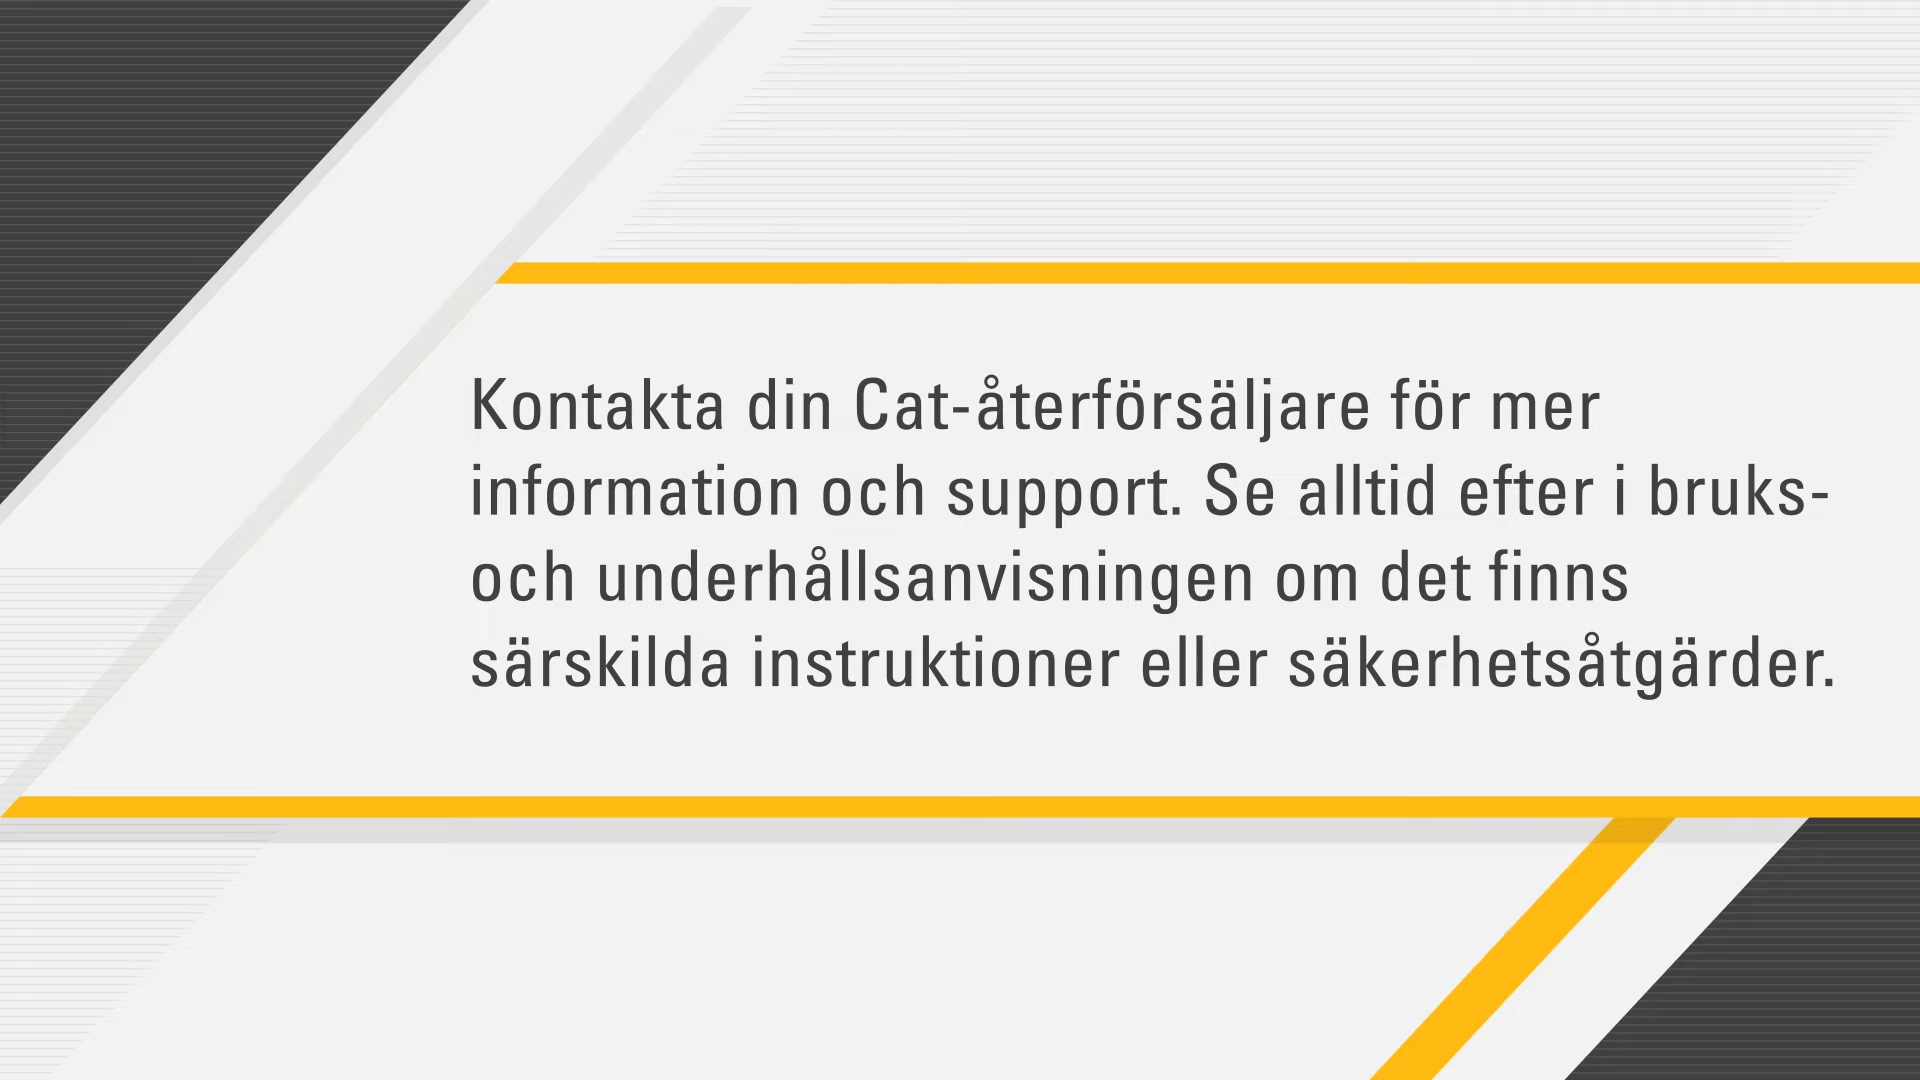 Kontakta din Cat-återförsäljare för mer
information och support. Se alltid efter i bruks-
och underhållsanvisningen om det finns
särskilda instruktioner eller säkerhetsåtgärder.